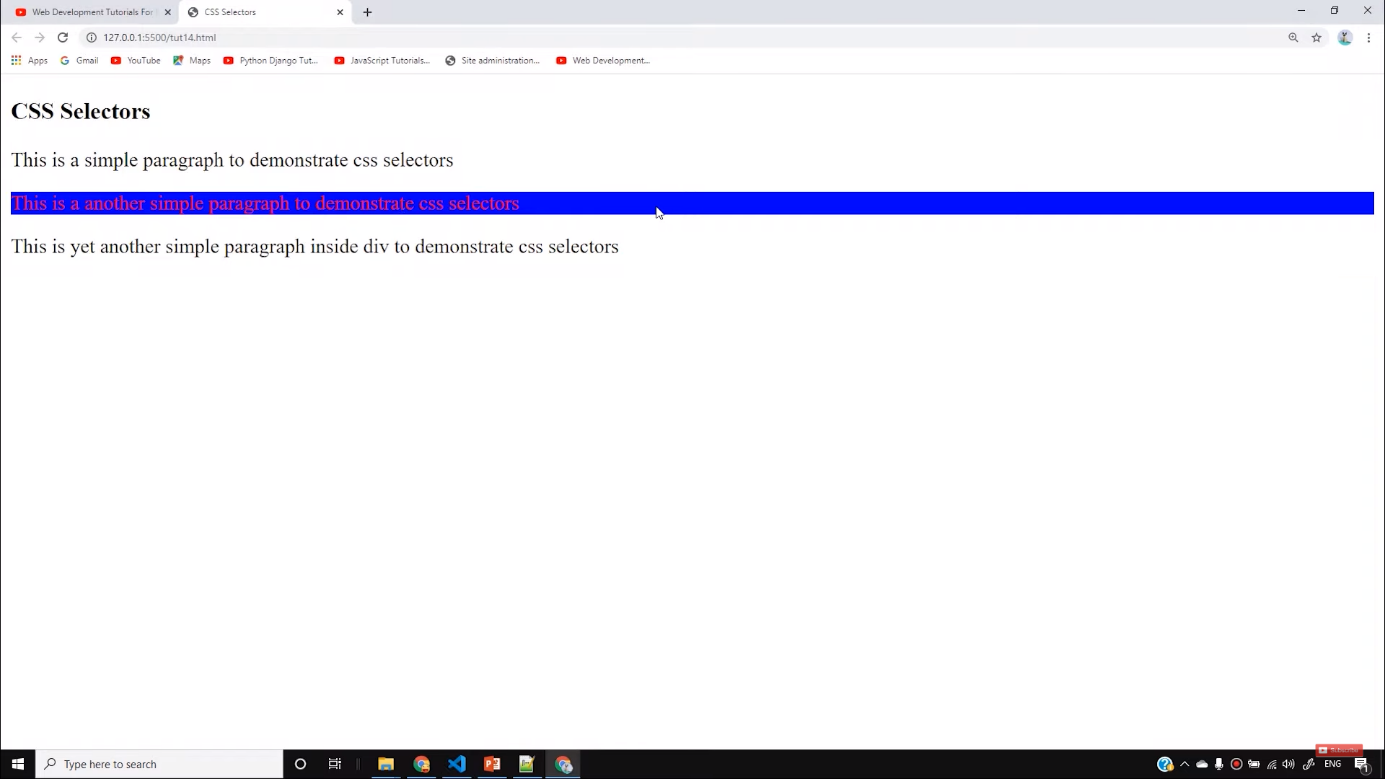 Web Development Tutorials For
CSS Selectors
127.0.0.1:5500/tut14.html
Apps Gmail YouTube Maps Python Django Tut... JavaScript Tutorials... Site administration... Web Development...
CSS Selectors
This is a simple paragraph to demonstrate css selectors
This is a another simple paragraph to demonstrate css selectors
This is yet another simple paragraph inside div to demonstrate css selectors
Subscribe
Type here to search
ENG
1